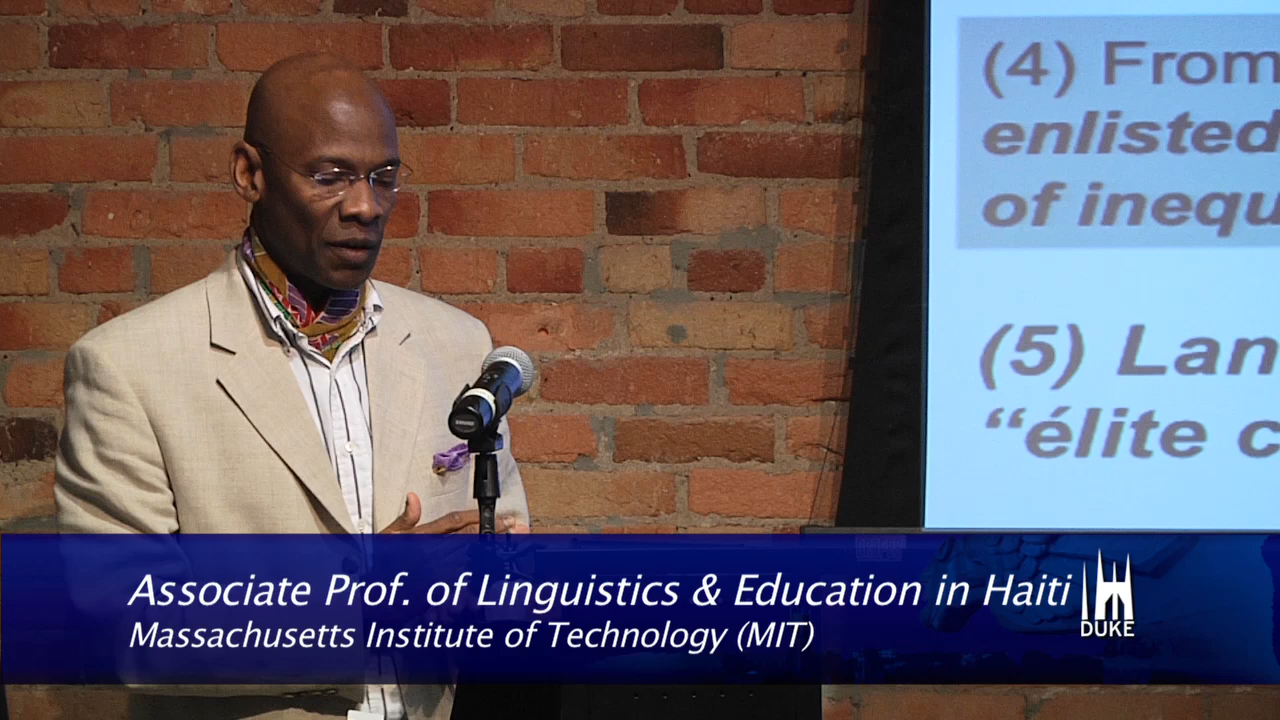 (4) From
enlisted
of inequ
(5) Lan
“élite c
SHURE
Associate Prof. of Linguistics & Education in Haiti
Massachusetts Institute of Technology (MIT)
DUKE